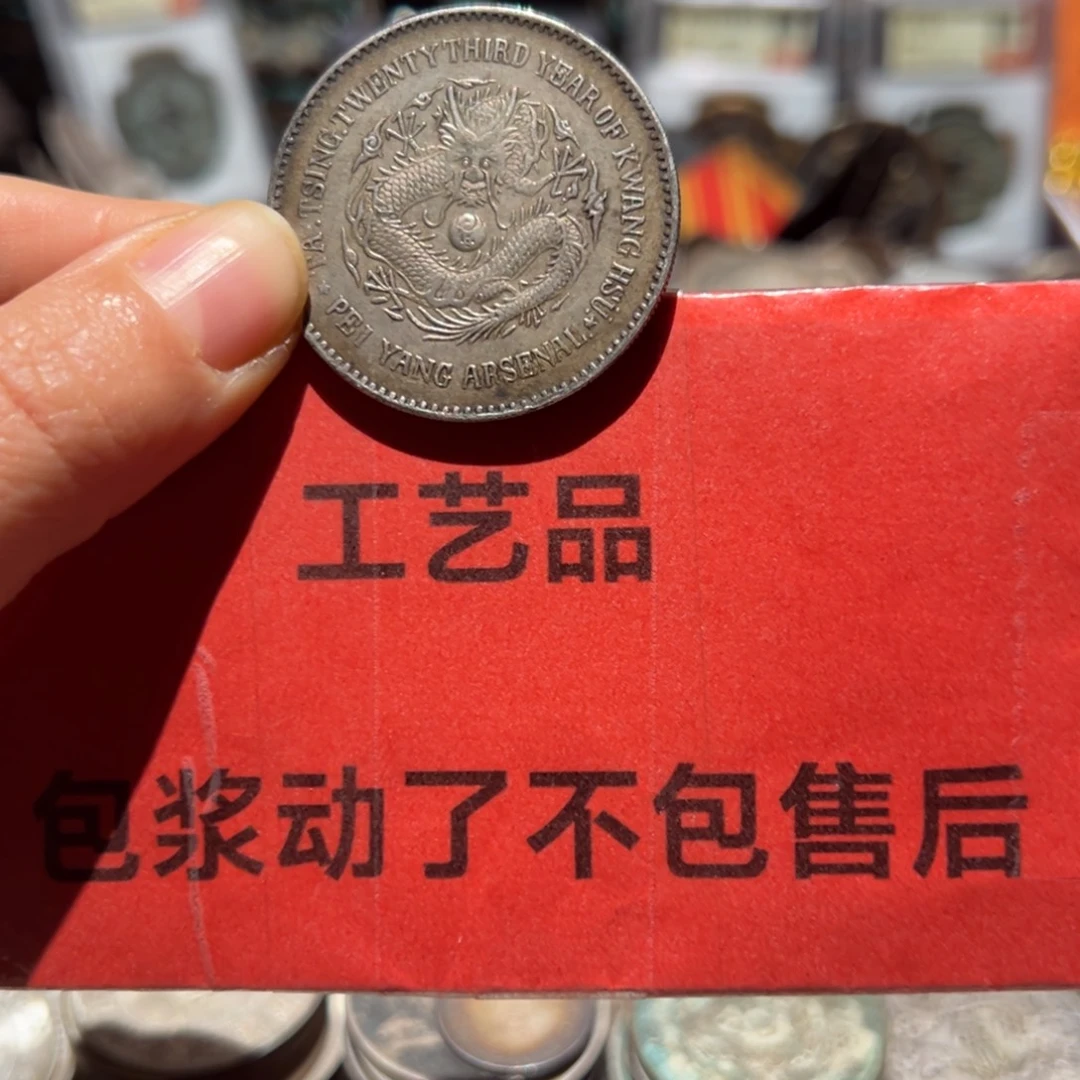 TA.TSING.TWENTY THIRD YEAR OF KWANG HSÜ
PEI YANG ARSENAL
工艺品
包浆动了不包售后